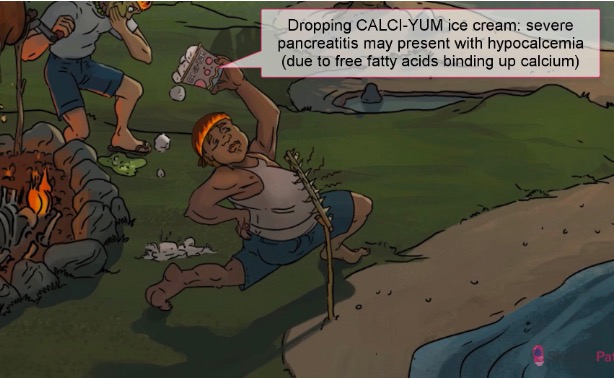 Dropping CALCI-YUM ice cream: severe
pancreatitis may present with hypocalcemia
(due to free fatty acids binding up calcium)